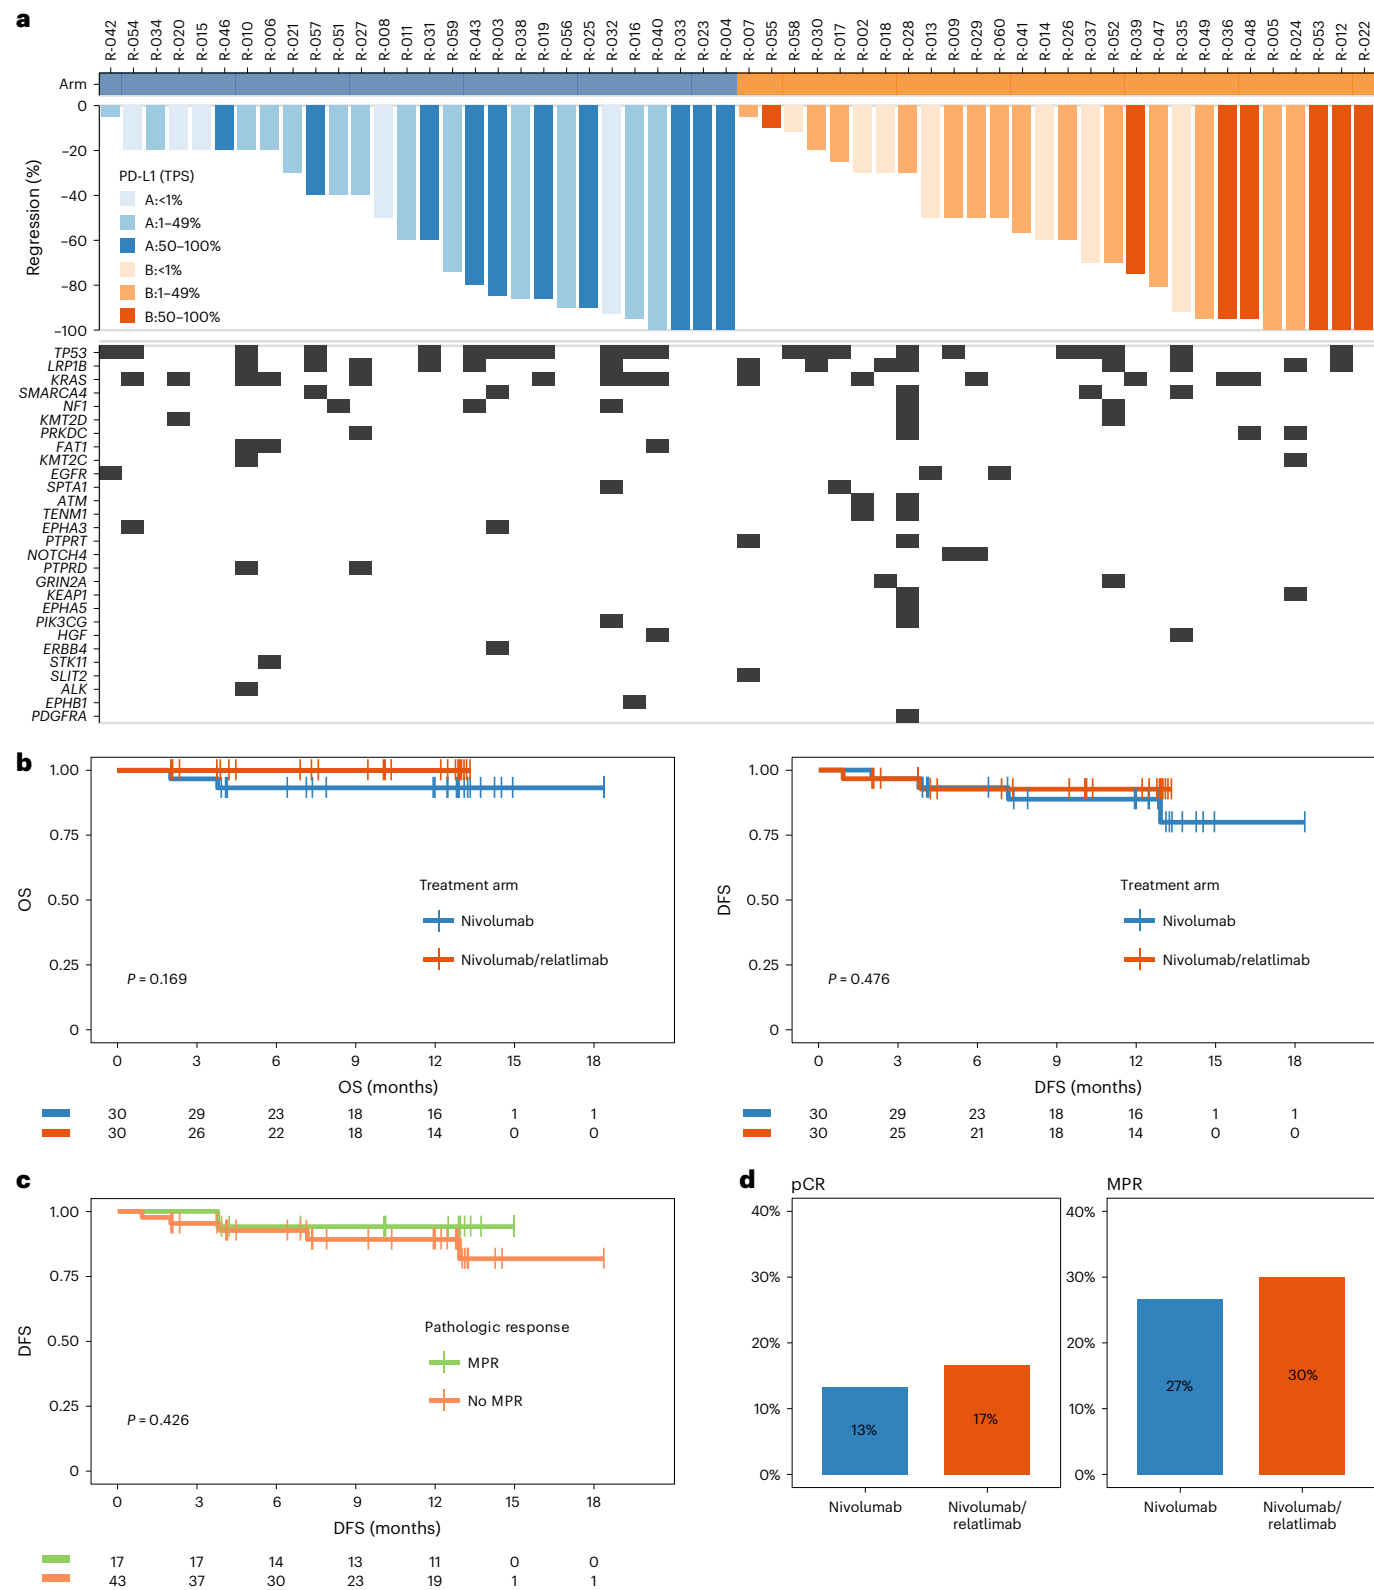 a
R-042 R-054 R-034 R-020 R-015 R-046 R-010 R-006 R-021 R-057 R-051 R-027 R-008 R-011 R-031 R-059 R-043 R-003 R-038 R-019 R-056 R-025 R-032 R-016 R-040 R-033 R-023 R-004 R-007 R-055 R-058 R-030 R-017 R-002 R-018 R-028 R-013 R-009 R-029 R-060 R-041 R-014 R-026 R-037 R-052 R-039 R-047 R-035 R-049 R-036 R-048 R-005 R-024 R-053 R-012 R-022
Arm
Regression (%)
0
−20
−40
−60
−80
−100
PD-L1 (TPS)
A:<1%
A:1–49%
A:50–100%
B:<1%
B:1–49%
B:50–100%
TP53
LRP1B
KRAS
SMARCA4
NF1
KMT2D
PRKDC
FAT1
KMT2C
EGFR
SPTA1
ATM
TENM1
EPHA3
PTPRT
NOTCH4
PTPRD
GRIN2A
KEAP1
EPHA5
PIK3CG
HGF
ERBB4
STK11
SLIT2
ALK
EPHB1
PDGFRA
b
OS
1.00
0.75
0.50
0.25
0
Treatment arm
Nivolumab
Nivolumab/relatlimab
P = 0.169
0 3 6 9 12 15 18
OS (months)
30 29 23 18 16 1 1
30 26 22 18 14 0 0
DFS
1.00
0.75
0.50
0.25
0
Treatment arm
Nivolumab
Nivolumab/relatlimab
P = 0.476
0 3 6 9 12 15 18
DFS (months)
30 29 23 18 16 1 1
30 25 21 18 14 0 0
c
DFS
1.00
0.75
0.50
0.25
0
Pathologic response
MPR
No MPR
P = 0.426
0 3 6 9 12 15 18
DFS (months)
17 17 14 13 11 0 0
43 37 30 23 19 1 1
d
pCR
40%
30%
20%
10%
0%
13%
17%
Nivolumab
Nivolumab/
relatlimab
MPR
40%
30%
20%
10%
0%
27%
30%
Nivolumab
Nivolumab/
relatlimab